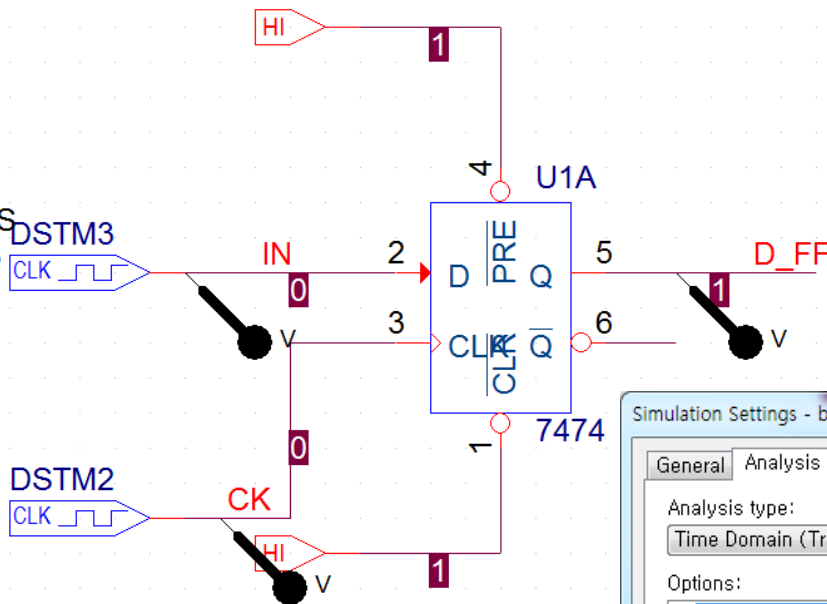 HI
1
4
U1A
S
DSTM3
CLK
IN
0
2
D
PRE
Q
5
D_FF
1
V
V
3
CLK
CLR
Q
6
0
1
7474
DSTM2
CLK
CK
HI
1
V
Simulation Settings - b
General
Analysis
Analysis type:
Time Domain (Tra
Options: